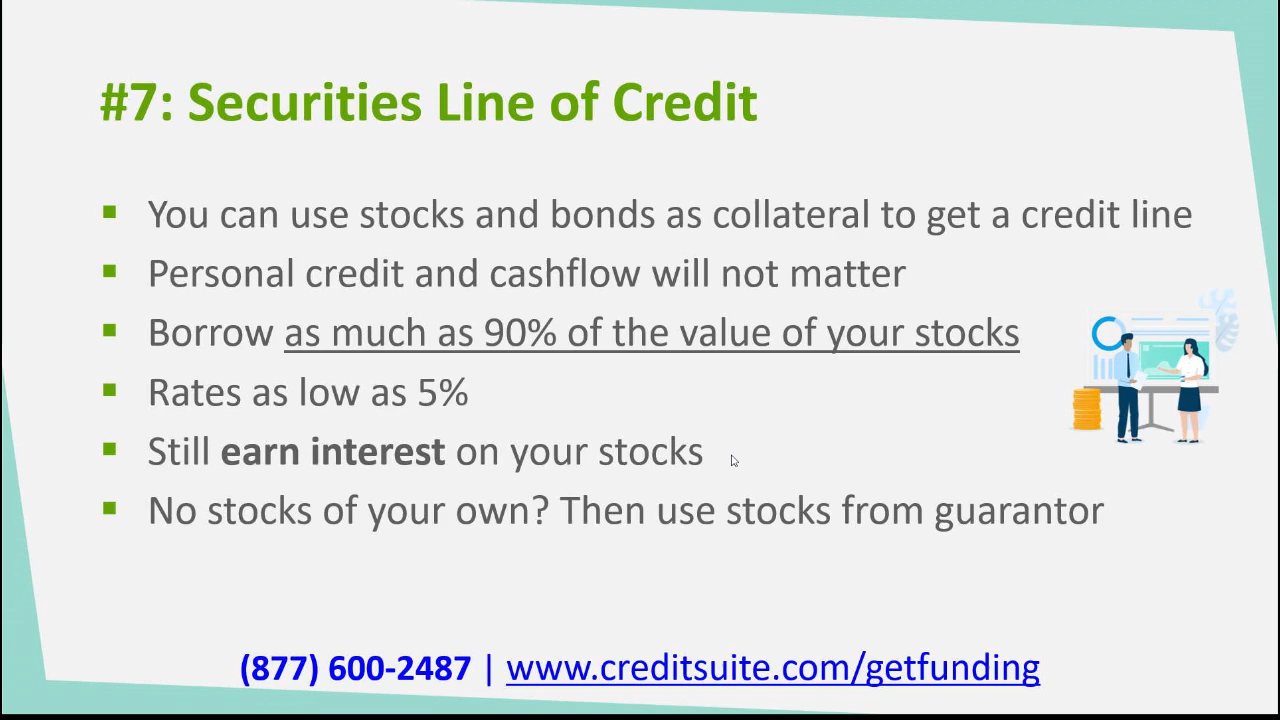 #7: Securities Line of Credit
▪ You can use stocks and bonds as collateral to get a credit line
▪ Personal credit and cashflow will not matter
▪ Borrow as much as 90% of the value of your stocks
▪ Rates as low as 5%
▪ Still earn interest on your stocks
▪ No stocks of your own? Then use stocks from guarantor
(877) 600-2487 | www.creditsuite.com/getfunding